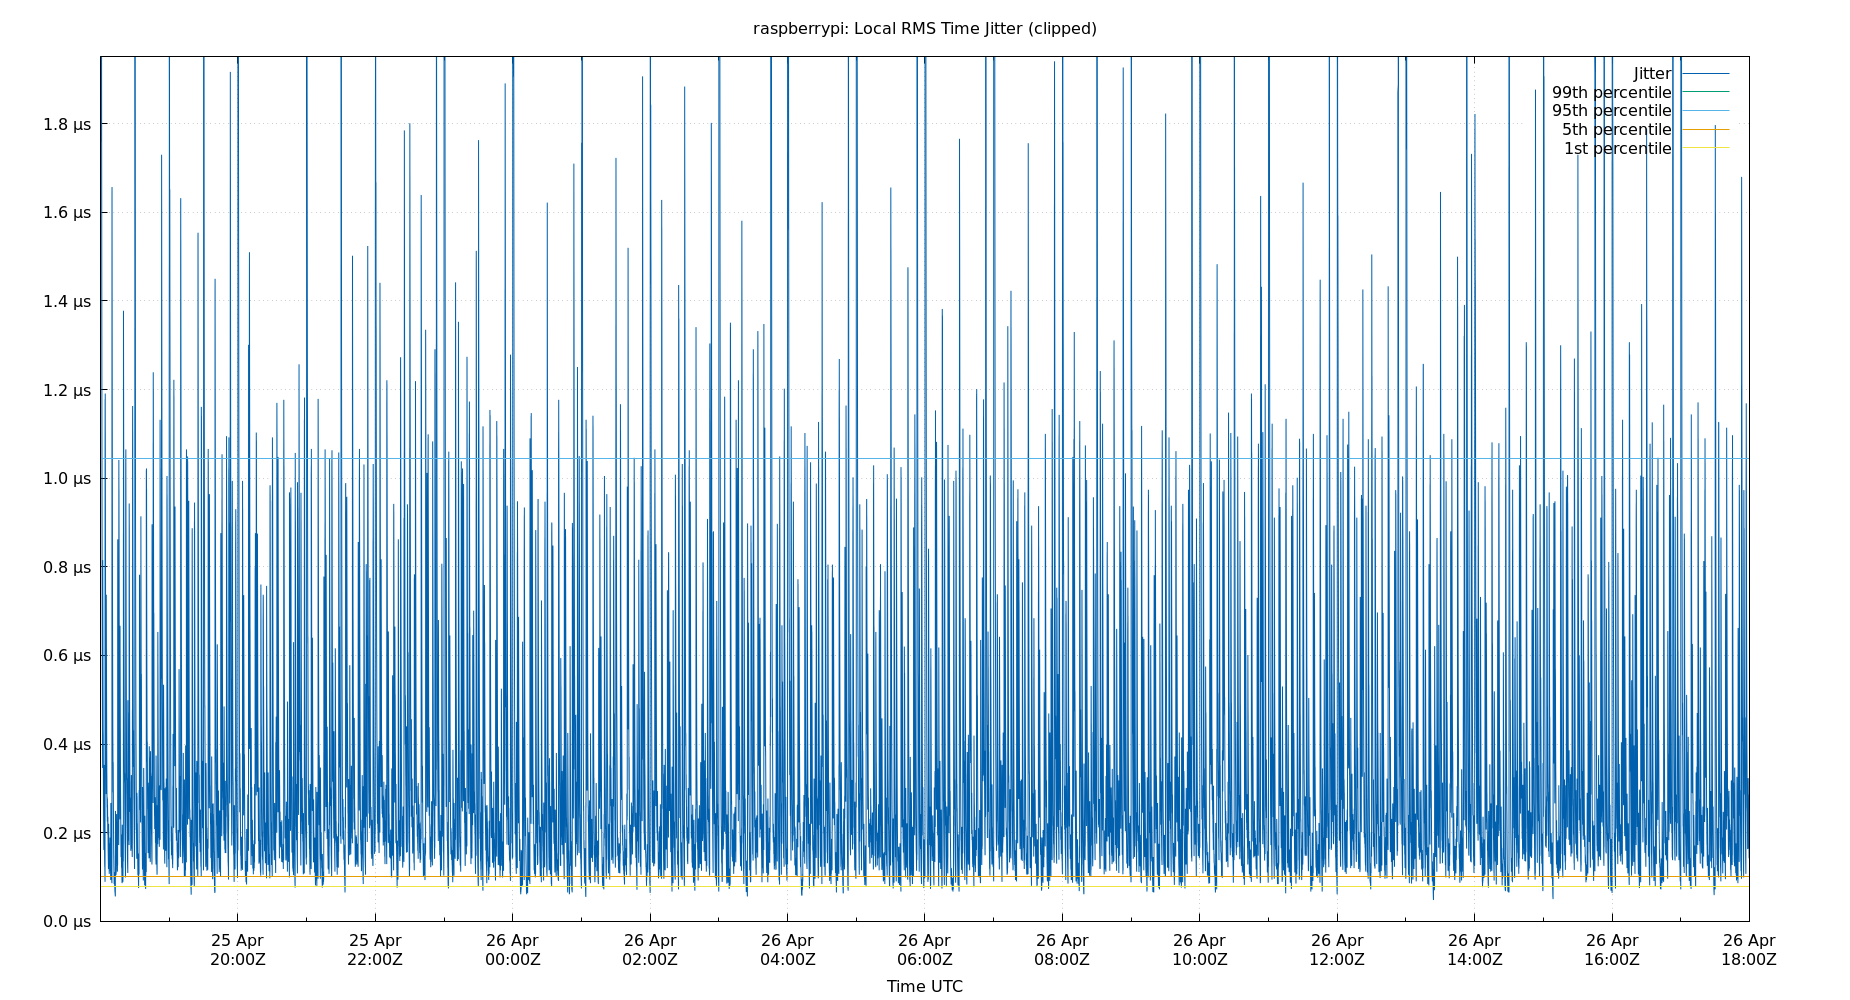 raspberrypi: Local RMS Time Jitter (clipped)
Jitter
99th percentile
95th percentile
5th percentile
1st percentile
1.8 μs
1.6 μs
1.4 μs
1.2 μs
1.0 μs
0.8 μs
0.6 μs
0.4 μs
0.2 μs
0.0 μs
25 Apr 25 Apr 26 Apr 26 Apr 26 Apr 26 Apr 26 Apr 26 Apr 26 Apr 26 Apr 26 Apr 26 Apr
20:00Z 22:00Z 00:00Z 02:00Z 04:00Z 06:00Z 08:00Z 10:00Z 12:00Z 14:00Z 16:00Z 18:00Z
Time UTC